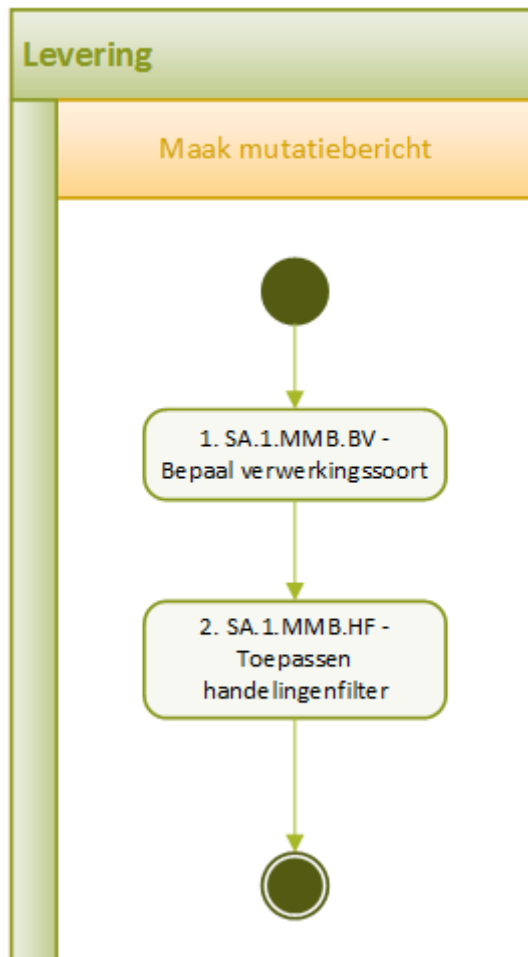 Levering
Maak mutatiebericht
1. SA.1.MMB.BV -
Bepaal verwerkingssoort
2. SA.1.MMB.HF -
Toepassen
handelingenfilter